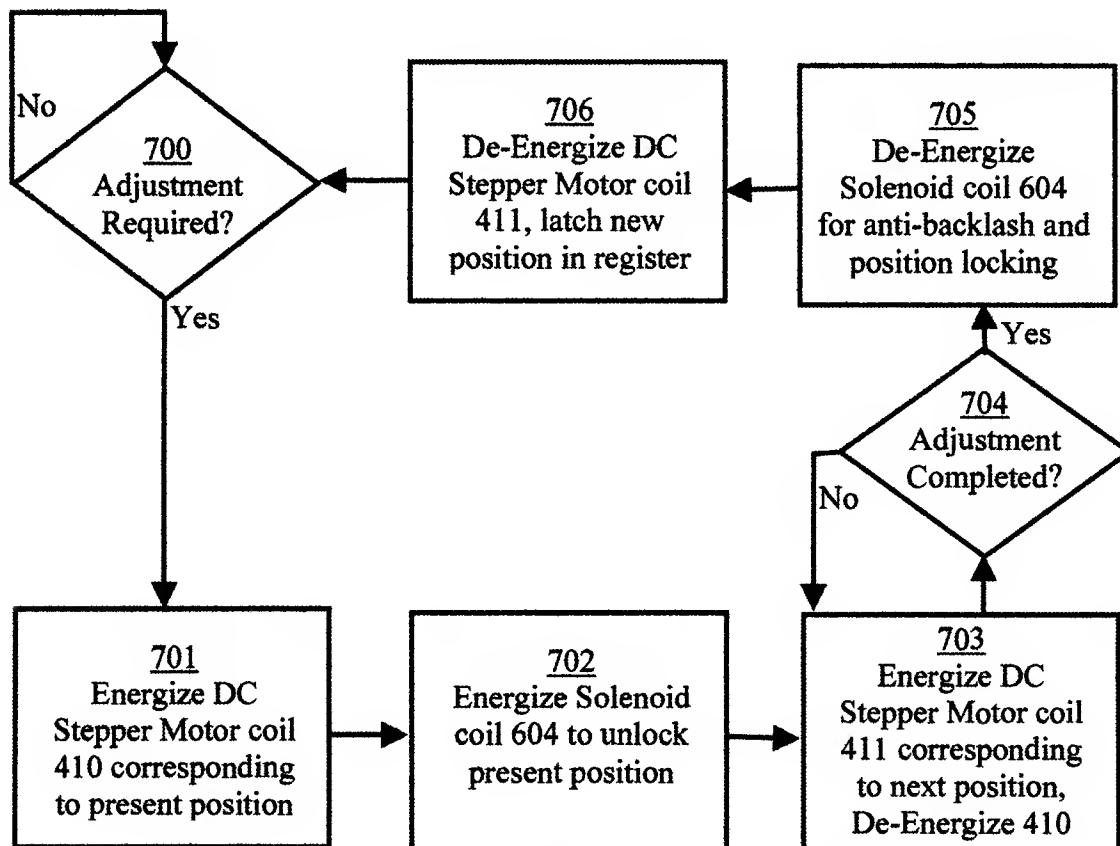 No
700
Adjustment
Required?
Yes
706
De-Energize DC
Stepper Motor coil
411, latch new
position in register
705
De-Energize
Solenoid coil 604
for anti-backlash and
position locking
Yes
704
Adjustment
Completed?
No
701
Energize DC
Stepper Motor coil
410 corresponding
to present position
702
Energize Solenoid
coil 604 to unlock
present position
703
Energize DC
Stepper Motor coil
411 corresponding
to next position,
De-Energize 410